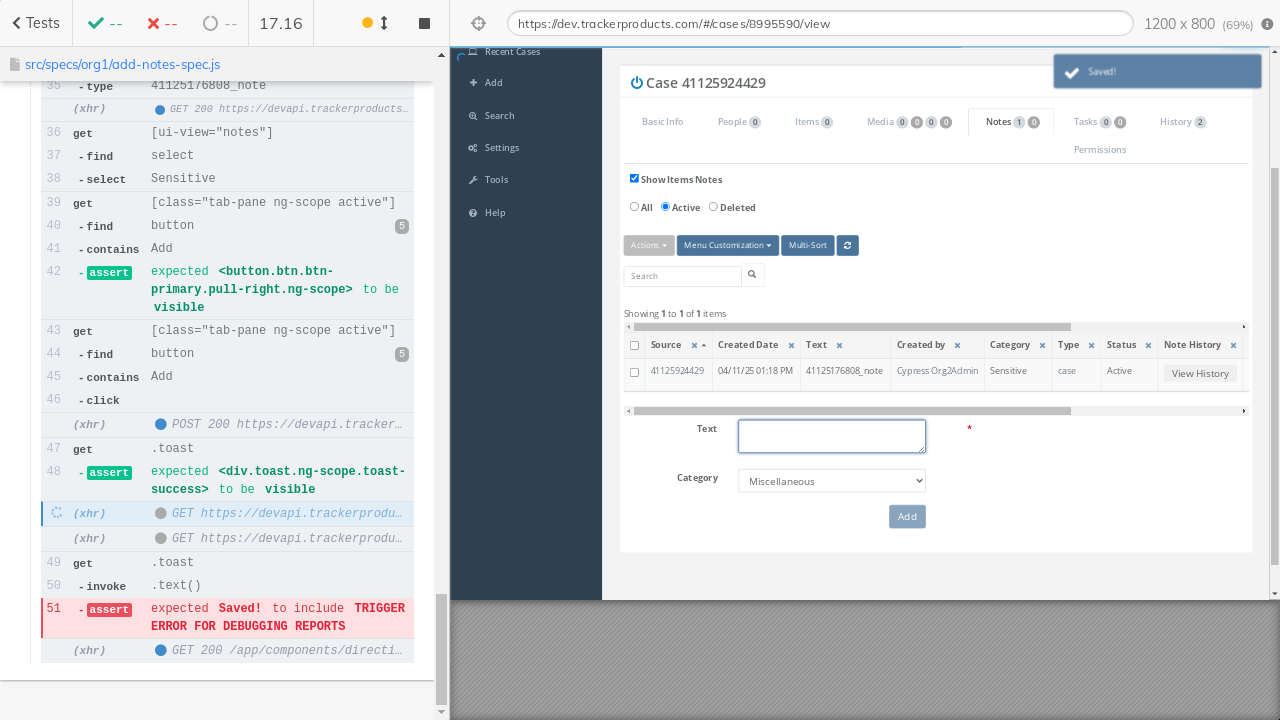 Tests
--
--
--
17.16
https://dev.trackerproducts.com/#/cases/8995590/view
1200 x 800 (69%)
src/specs/org1/add-notes-spec.js
35 -type 41125176808_note
(xhr) GET 200 https://devapi.trackerproducts...
36 get [ui-view="notes"]
37 -find select
38 -select Sensitive
39 get [class="tab-pane ng-scope active"]
40 -find button 5
41 -contains Add
42 -assert expected <button.btn.btn-
primary.pull-right.ng-scope> to be
visible
43 get [class="tab-pane ng-scope active"]
44 -find button 5
45 -contains Add
46 -click
(xhr) POST 200 https://devapi.tracker...
47 get .toast
48 -assert expected <div.toast.ng-scope.toast-
success> to be visible
(xhr) GET https://devapi.trackerprodu...
(xhr) GET https://devapi.trackerprodu...
49 get .toast
50 -invoke .text()
51 -assert expected Saved! to include TRIGGER
ERROR FOR DEBUGGING REPORTS
(xhr) GET 200 /app/components/directi...
Recent Cases
Add
Search
Settings
Tools
Help
Case 41125924429
Saved!
Basic Info People 0 Items 0 Media 0 0 0 0 Notes 1 0 Tasks 0 0 History 2
Permissions
Show Items Notes
All Active Deleted
Actions Menu Customization Multi-Sort
Search
Showing 1 to 1 of 1 items
Source Created Date Text Created by Category Type Status Note History
41125924429 04/11/25 01:18 PM 41125176808_note Cypress Org2Admin Sensitive case Active View History
Text *
Category Miscellaneous
Add